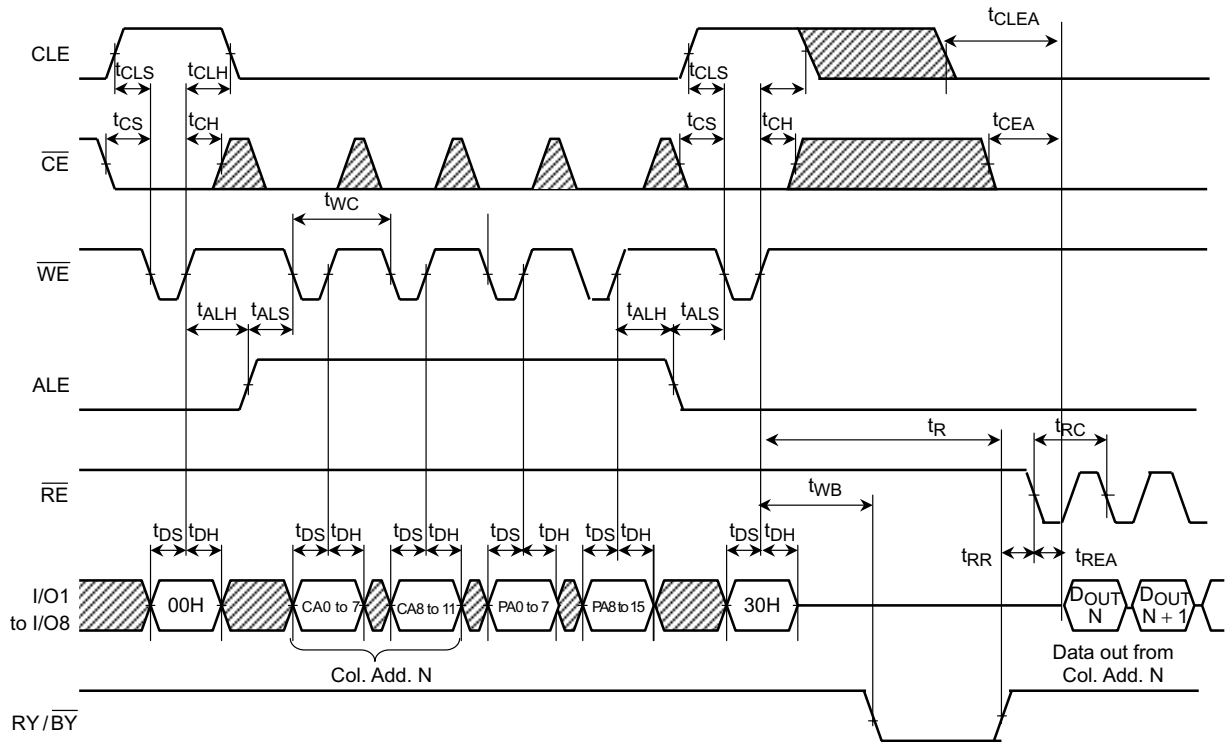 CLE
tCLS
tCLH
tCLS
tCLEA
tCS
tCH
tCS
tCH
tCEA
CE
tWC
WE
tALH
tALS
tALH
tALS
ALE
tR
tRC
RE
tWB
tDS
tDH
tDS
tDH
tDS
tDH
tDS
tDH
tDS
tDH
tDS
tDH
tRR
tREA
I/O1
to I/O8
00H
CA0 to 7
CA8 to 11
PA0 to 7
PA8 to 15
30H
DOUT
N
DOUT
N + 1
Col. Add. N
Data out from
Col. Add. N
RY/BY